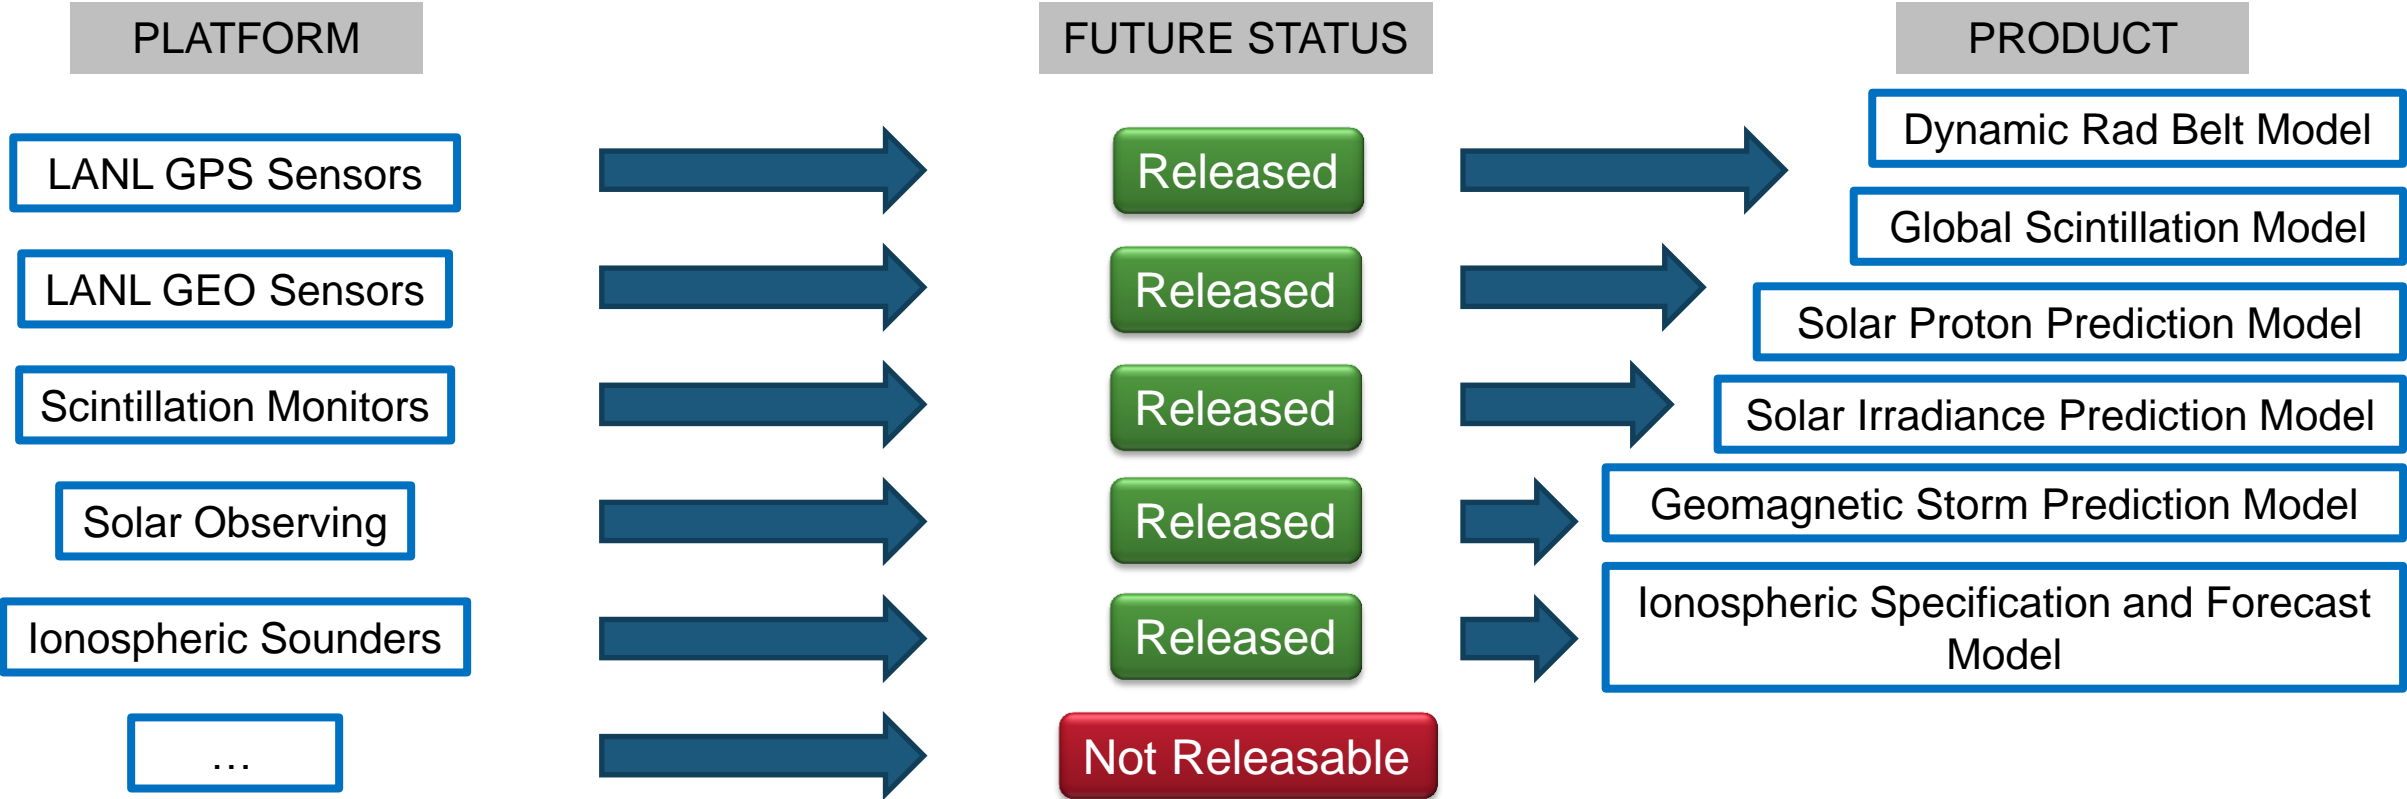 PLATFORM
FUTURE STATUS
PRODUCT
LANL GPS Sensors
Released
Dynamic Rad Belt Model
Global Scintillation Model
LANL GEO Sensors
Released
Solar Proton Prediction Model
Scintillation Monitors
Released
Solar Irradiance Prediction Model
Solar Observing
Released
Geomagnetic Storm Prediction Model
Ionospheric Sounders
Released
Ionospheric Specification and Forecast
Model
…
Not Releasable